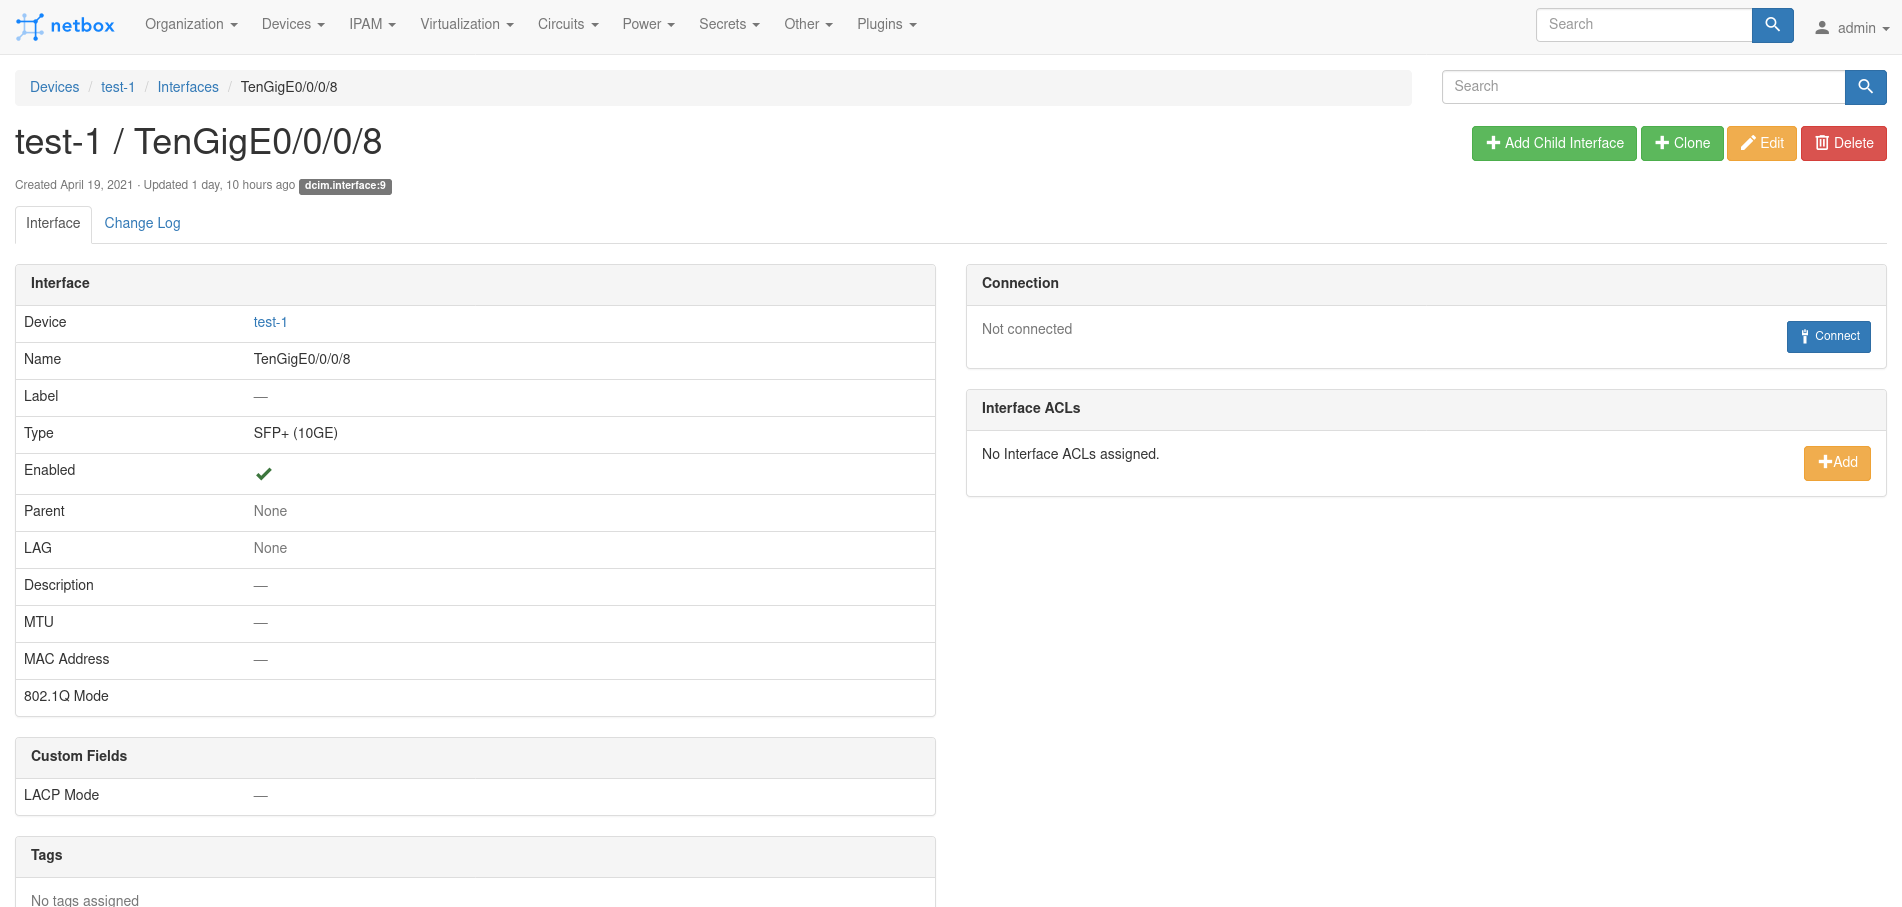 netbox Organization Devices IPAM Virtualization Circuits Power Secrets Other Plugins Search admin
Devices / test-1 / Interfaces / TenGigE0/0/0/8 Search
test-1 / TenGigE0/0/0/8 Add Child Interface Clone Edit Delete
Created April 19, 2021 · Updated 1 day, 10 hours ago dcim.interface:9
Interface Change Log
Interface
Device test-1
Name TenGigE0/0/0/8
Label —
Type SFP+ (10GE)
Enabled
Parent None
LAG None
Description —
MTU —
MAC Address —
802.1Q Mode
Custom Fields
LACP Mode —
Tags
No tags assigned
Connection
Not connected Connect
Interface ACLs
No Interface ACLs assigned. Add